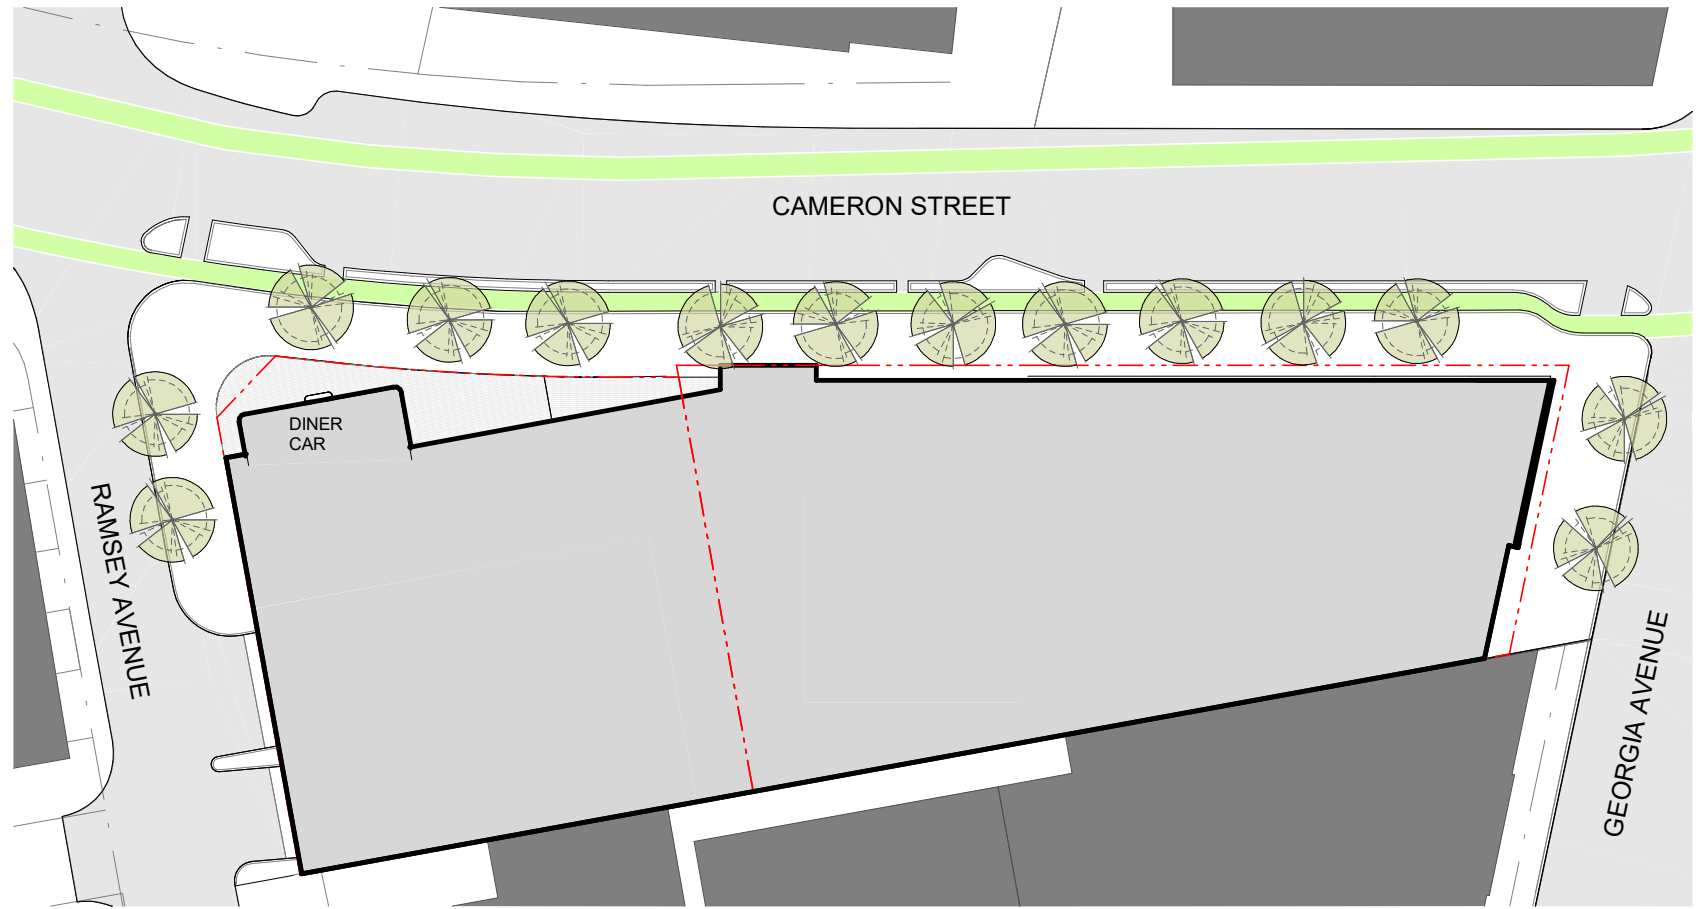 CAMERON STREET
DINER
CAR
RAMSEY AVENUE
GEORGIA AVENUE